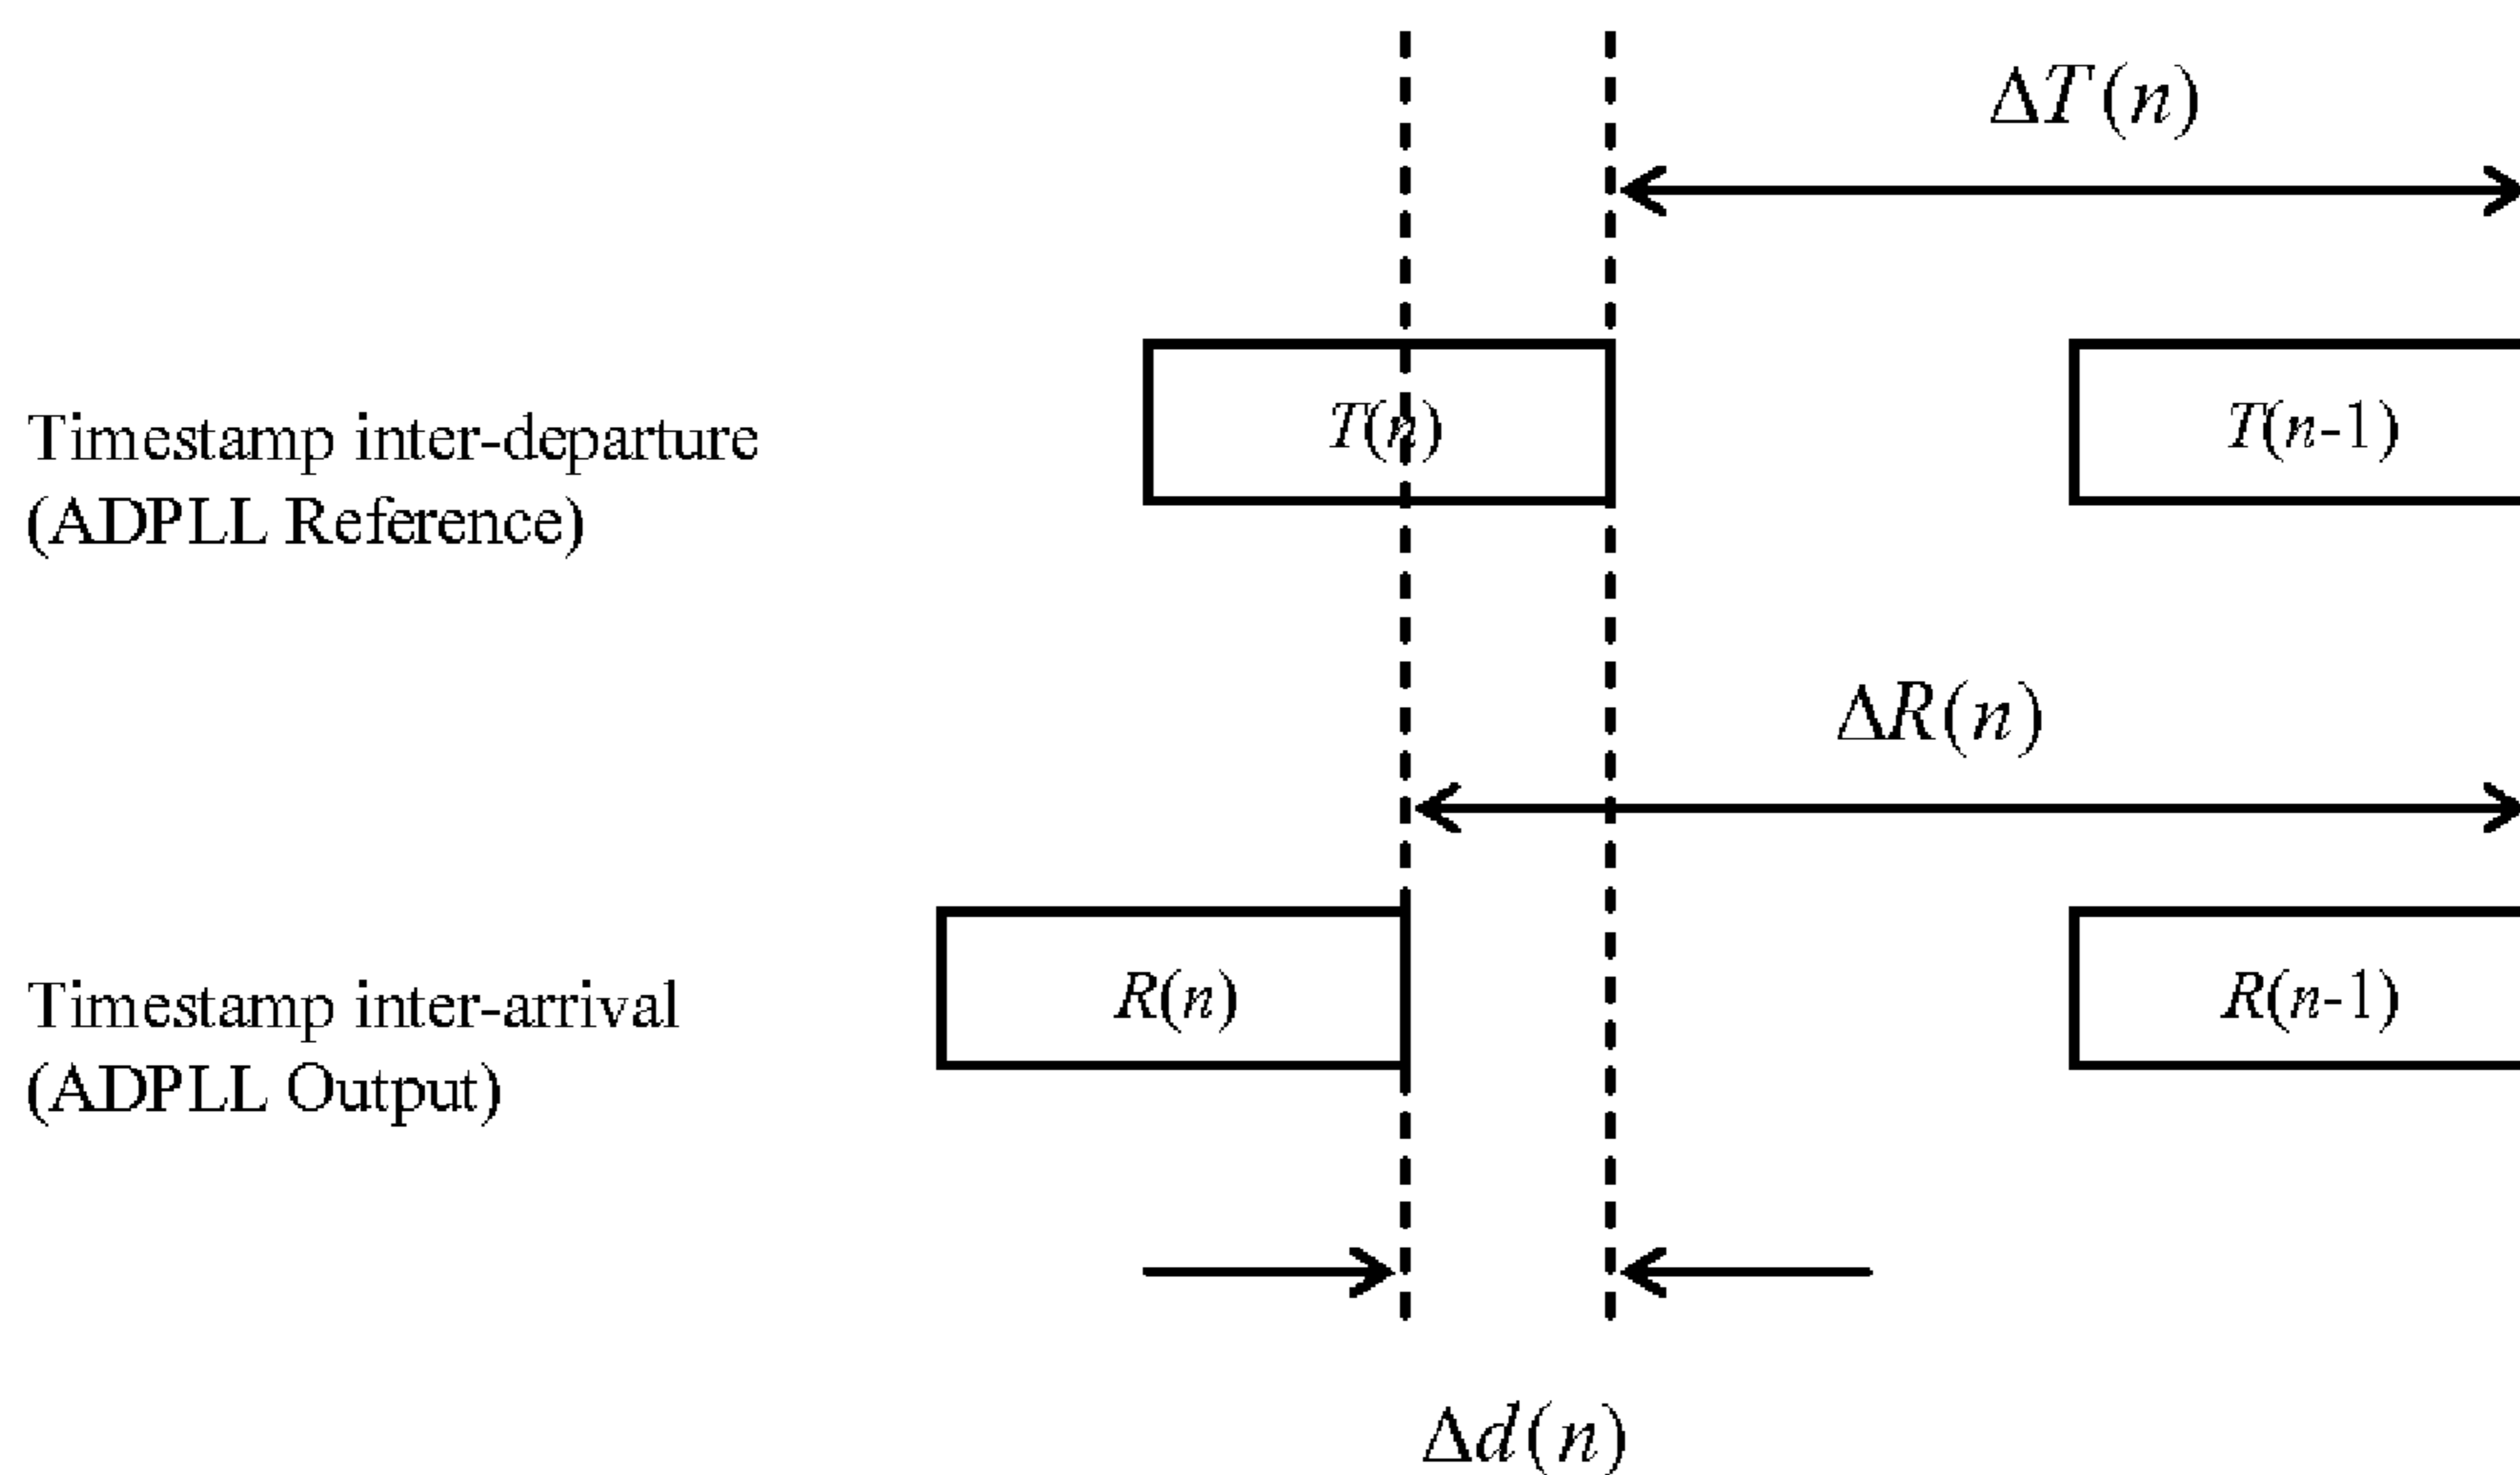 ΔT(n)
T(n)
T(n-1)
Timestamp inter-departure
(ADPLL Reference)
ΔR(n)
R(n)
R(n-1)
Timestamp inter-arrival
(ADPLL Output)
Δd(n)